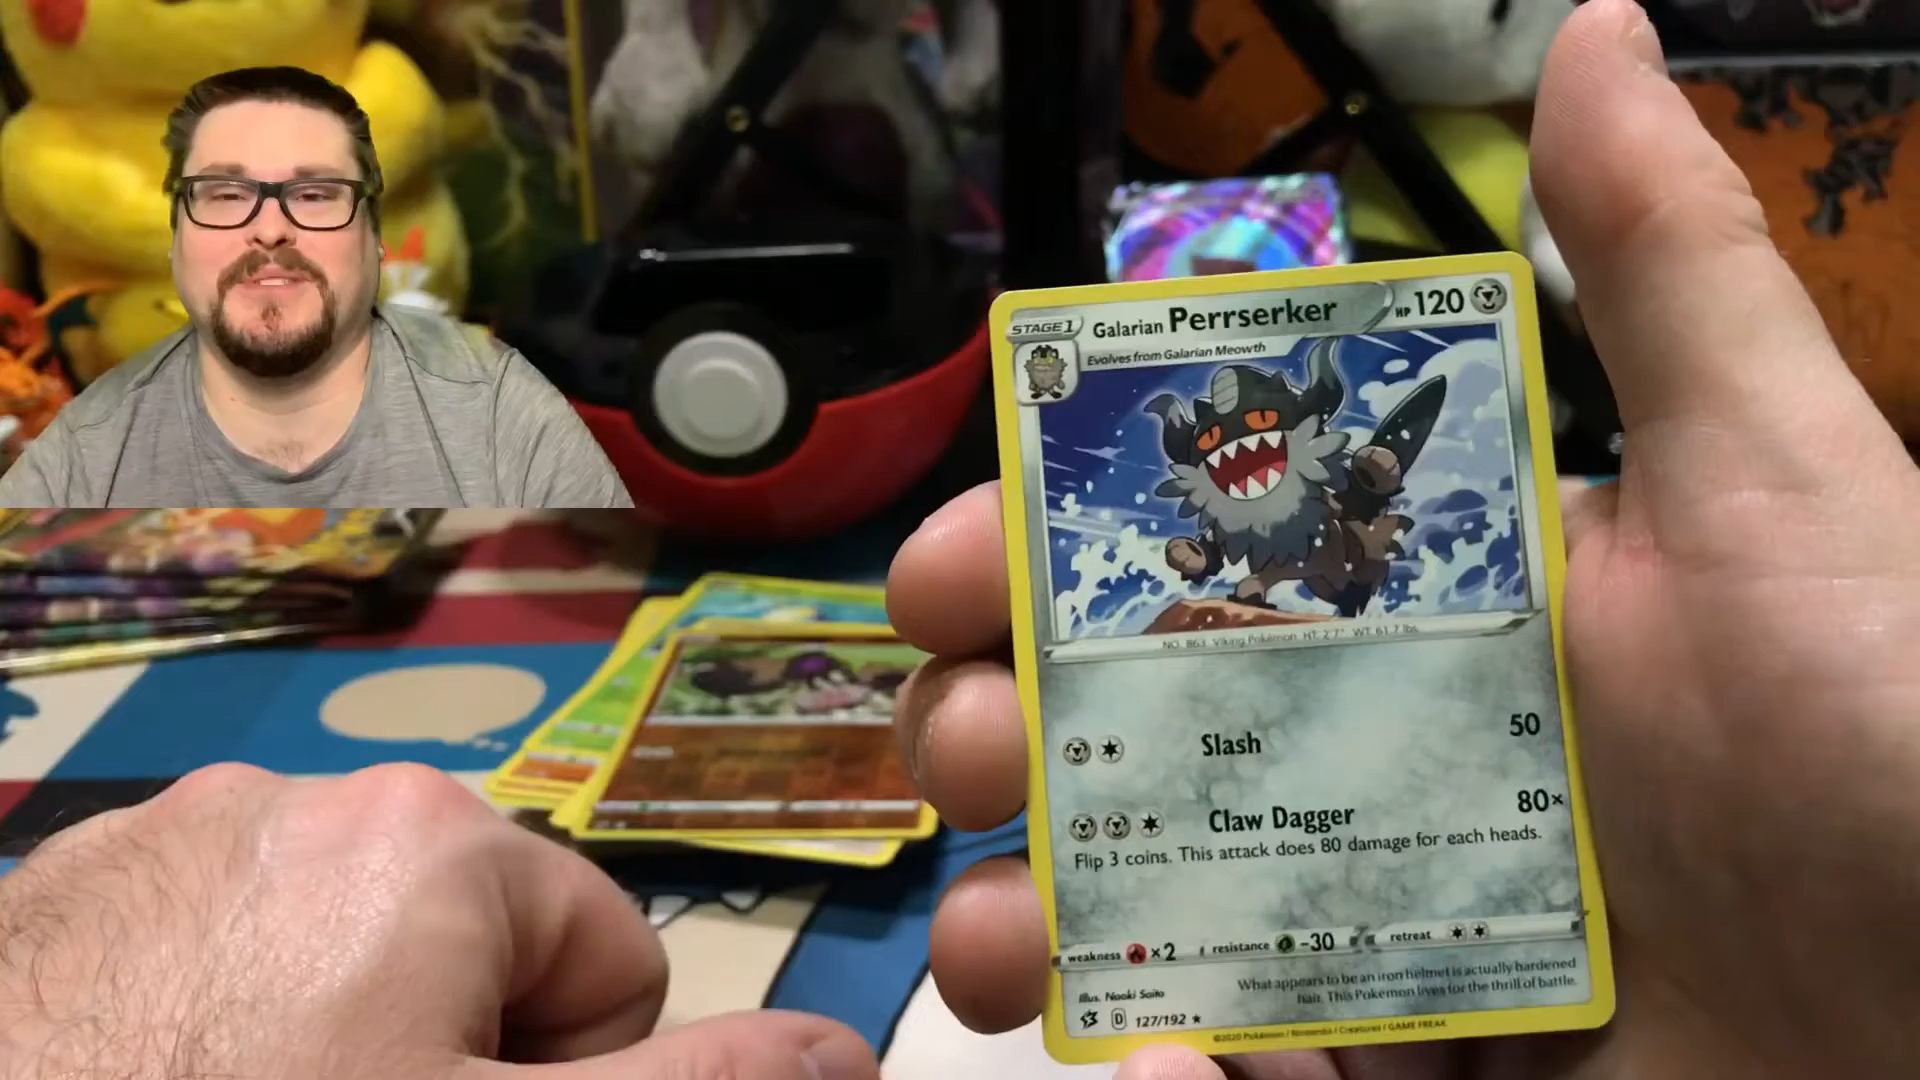 STAGE 1
Galarian Perrserker
HP 120
Evolves from Galarian Meowth
NO. 863 Viking Pokémon HT: 2'7" WT: 61.7 lbs.
Slash 50
Claw Dagger 80×
Flip 3 coins. This attack does 80 damage for each heads.
weakness ×2 resistance -30 retreat
What appears to be an iron helmet is actually hardened
hair. This Pokémon lives for the thrill of battle.
Illus. Naoki Saito
D 127/192 ★
©2020 Pokémon / Nintendo / Creatures / GAME FREAK